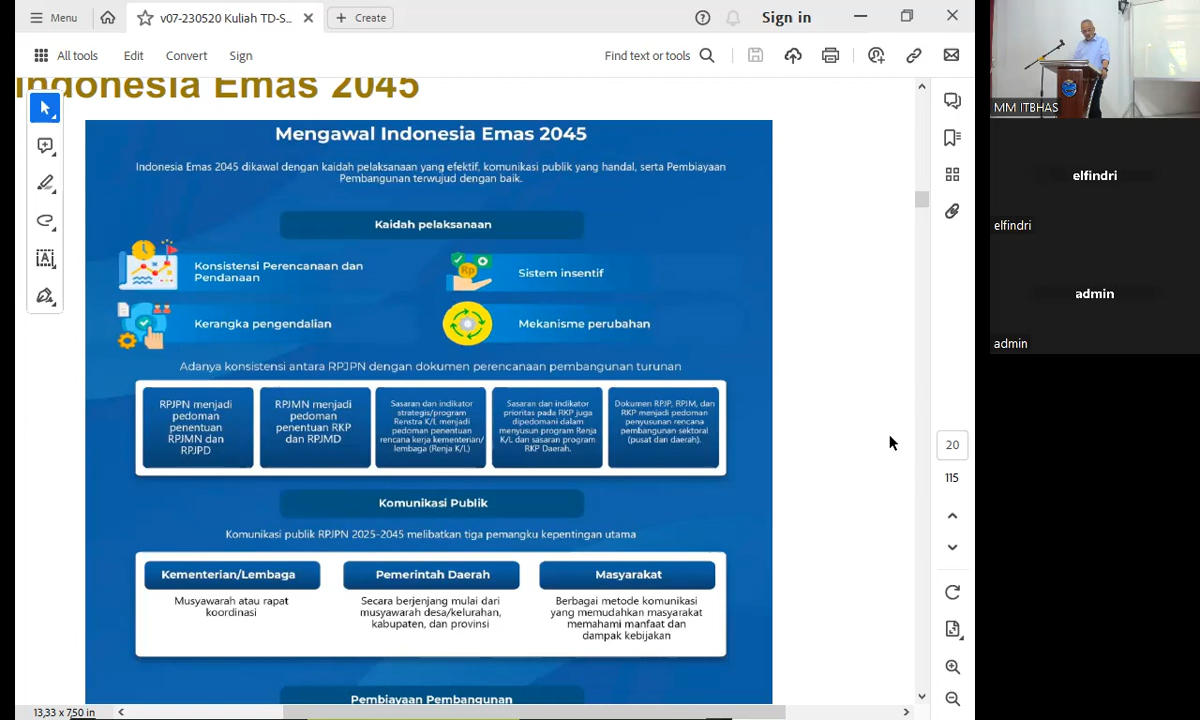 Menu
v07-230520 Kuliah TD-S...
Create
Sign in
All tools
Edit
Convert
Sign
Find text or tools
Indonesia Emas 2045
Mengawal Indonesia Emas 2045
Indonesia Emas 2045 dikawal dengan kaidah pelaksanaan yang efektif, komunikasi publik yang handal, serta Pembiayaan
Pembangunan terwujud dengan baik.
Kaidah pelaksanaan
Konsistensi Perencanaan dan
Pendanaan
Rp
Sistem insentif
Kerangka pengendalian
Mekanisme perubahan
Adanya konsistensi antara RPJPN dengan dokumen perencanaan pembangunan turunan
RPJPN menjadi
pedoman
penentuan
RPJMN dan
RPJPD
RPJMN menjadi
pedoman
penentuan RKP
dan RPJMD
Sasaran dan indikator
strategis/program
Renstra K/L menjadi
pedoman penentuan
rencana kerja kementerian/
lembaga (Renja K/L)
Sasaran dan indikator
prioritas pada RKP juga
dipedomani dalam
menyusun program Renja
K/L dan sasaran program
RKP Daerah.
Dokumen RPJP, RPJM, dan
RKP menjadi pedoman
penyusunan rencana
pembangunan sektoral
(pusat dan daerah).
Komunikasi Publik
Komunikasi publik RPJPN 2025-2045 melibatkan tiga pemangku kepentingan utama
Kementerian/Lembaga
Musyawarah atau rapat
koordinasi
Pemerintah Daerah
Secara berjenjang mulai dari
musyawarah desa/kelurahan,
kabupaten, dan provinsi
Masyarakat
Berbagai metode komunikasi
yang memudahkan masyarakat
memahami manfaat dan
dampak kebijakan
Pembiayaan Pembangunan
13,33 x 7,50 in
20
115
MM ITBHAS
elfindri
elfindri
admin
admin